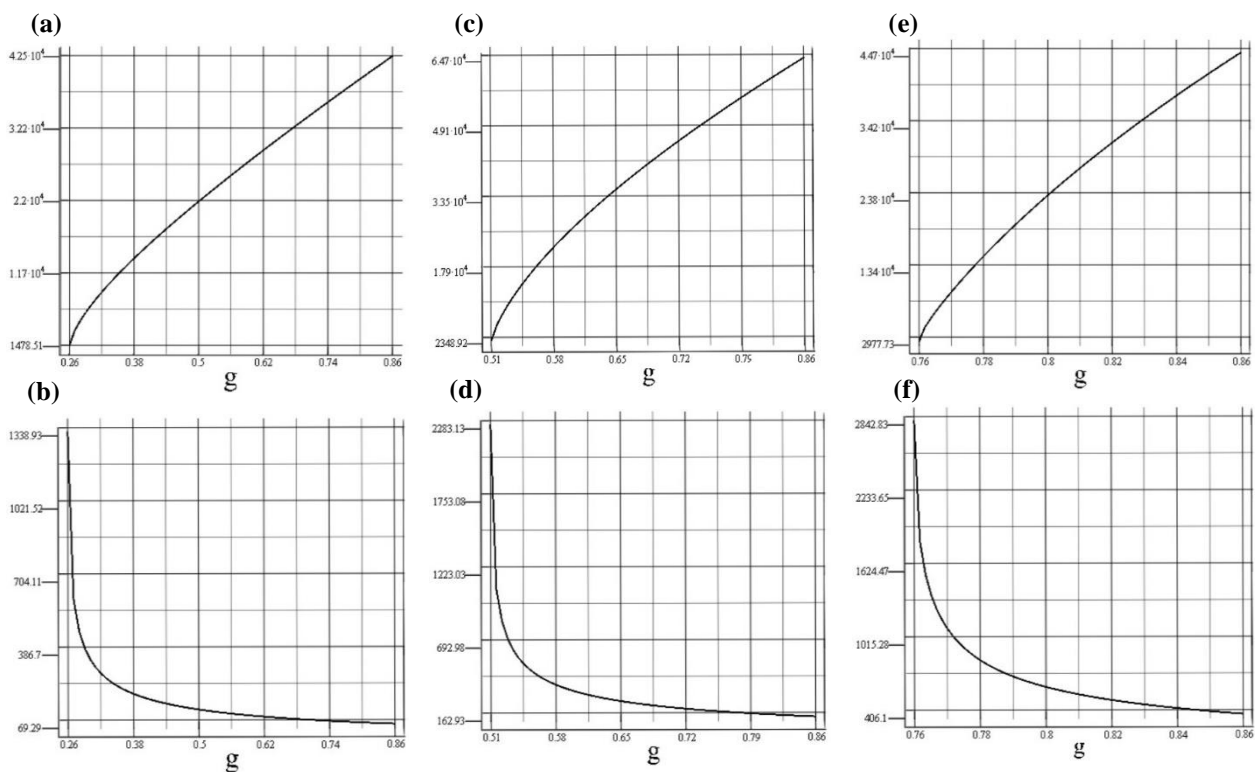 (a)
4.25·10⁴
3.22·10⁴
2.2·10⁴
1.17·10⁴
1478.51
0.26 0.38 0.5 0.62 0.74 0.86
g
(c)
6.47·10⁴
4.91·10⁴
3.35·10⁴
1.79·10⁴
2348.92
0.51 0.58 0.65 0.72 0.79 0.86
g
(e)
4.47·10⁴
3.42·10⁴
2.38·10⁴
1.34·10⁴
2977.73
0.76 0.78 0.8 0.82 0.84 0.86
g
(b)
1338.93
1021.52
704.11
386.7
69.29
0.26 0.38 0.5 0.62 0.74 0.86
g
(d)
2283.13
1753.08
1223.03
692.98
162.93
0.51 0.58 0.65 0.72 0.79 0.86
g
(f)
2842.83
2233.65
1624.47
1015.28
406.1
0.76 0.78 0.8 0.82 0.84 0.86
g